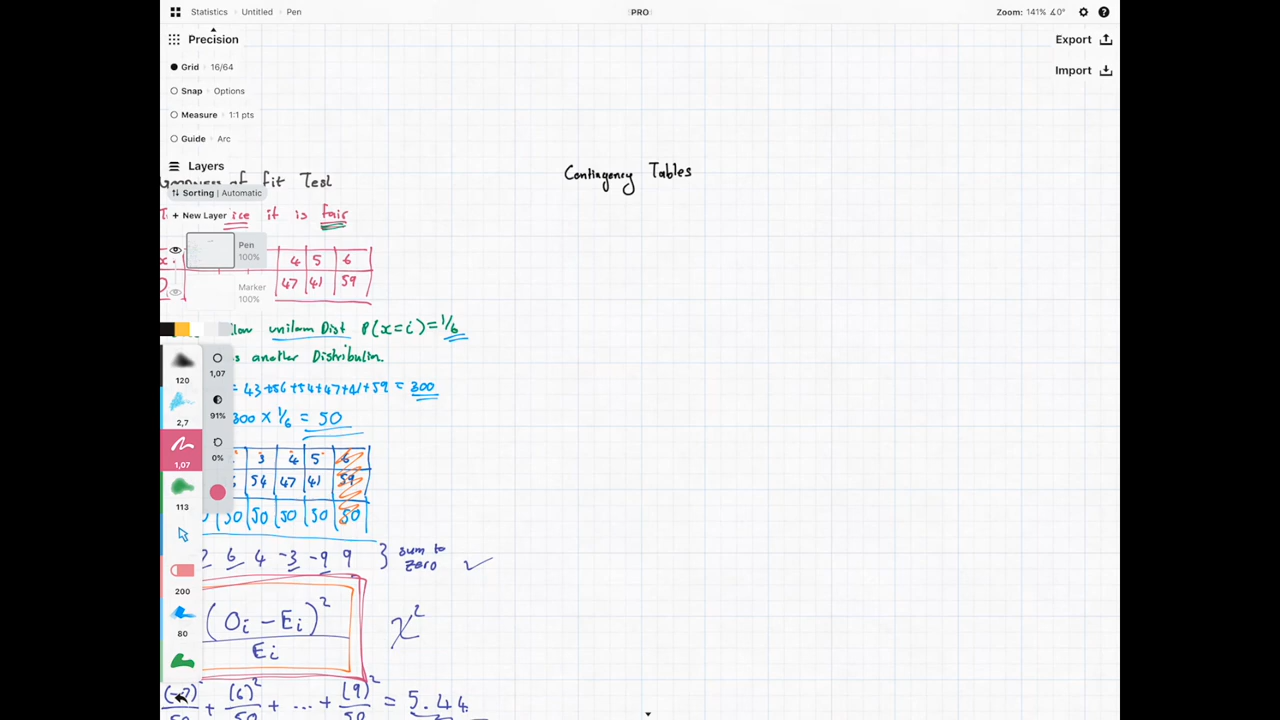 Statistics Untitled Pen PRO Zoom: 141% ∠0°
Precision
Export
Grid 16/64
Import
Snap Options
Measure 1:1 pts
Guide Arc
Layers
Contingency Tables
Goodness of fit Test
Sorting | Automatic
+ New Layer
ice it is fair
Pen
100%
4 5 6
47 41 59
Marker
100%
uniform Dist P(x=i) = 1/6
s another Distribution.
= 43+56+54+47+41+59 = 300
300 × 1/6 = 50
3 4 5 6
54 47 41 59
50 50 50 50 50
6 4 -3 -9 9 } sum to zero ✓
(Oi - Ei)²
Ei
χ²
(-7)² + (6)² + ... + (9)² = 5.44
50 50 50
120
2,7
1,07
113
200
80
1,07
91%
0%